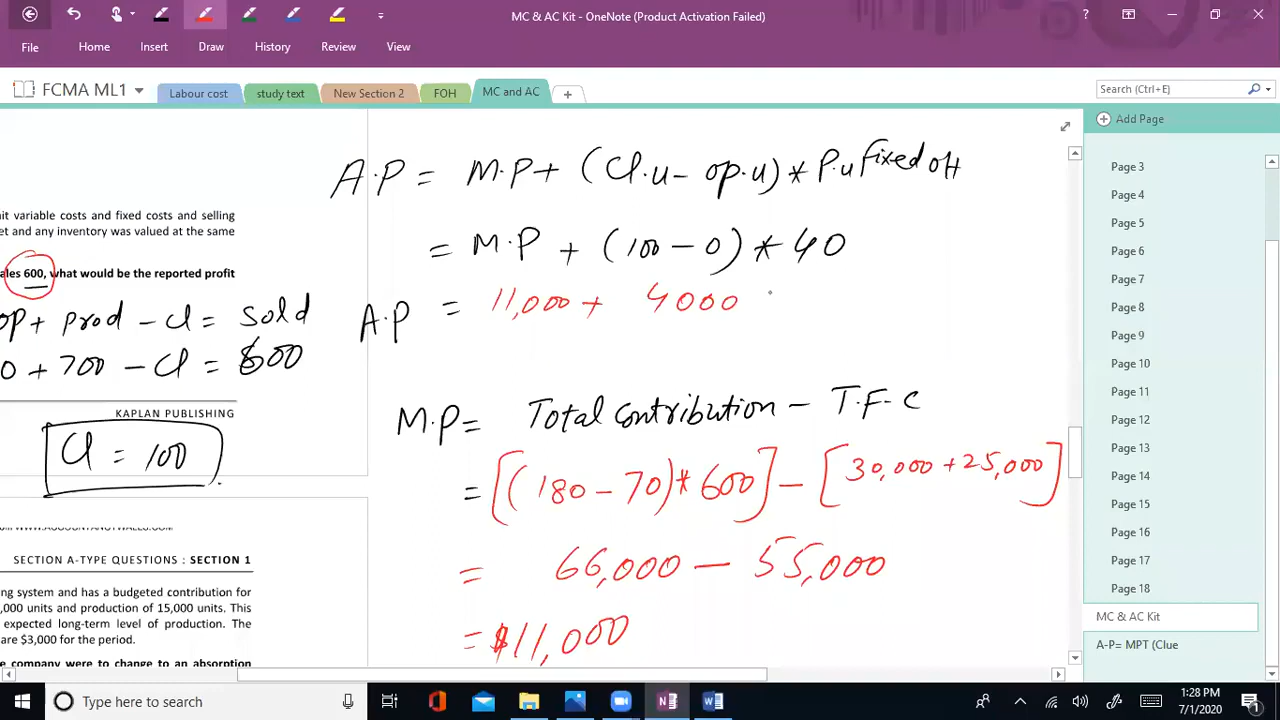 MC & AC Kit - OneNote (Product Activation Failed)
File Home Insert Draw History Review View
FCMA ML1
Labour cost
study text
New Section 2
FOH
MC and AC
Search (Ctrl+E)
Add Page
Page 3
Page 4
Page 5
Page 6
Page 7
Page 8
Page 9
Page 10
Page 11
Page 12
Page 13
Page 14
Page 15
Page 16
Page 17
Page 18
MC & AC Kit
A-P= MPT (Clue
nit variable costs and fixed costs and selling
et and any inventory was valued at the same
ales 600, what would be the reported profit
op + prod - Cl = sold
0 + 700 - Cl = 600
KAPLAN PUBLISHING
Cl = 100
WWW.ACCOUNTANCYWALLS.COM
SECTION A-TYPE QUESTIONS : SECTION 1
ing system and has a budgeted contribution for
,000 units and production of 15,000 units. This
expected long-term level of production. The
are $3,000 for the period.
e company were to change to an absorption
A.P = M.P + (Cl.u - op.u) * P.u fixed oH
= M.P + (100 - 0) * 40
A.P = 11,000 + 4000
M.P = Total contribution - T.F.C
= [(180 - 70) * 600] - [30,000 + 25,000]
= 66,000 - 55,000
= $11,000
Type here to search
1:28 PM
7/1/2020
1